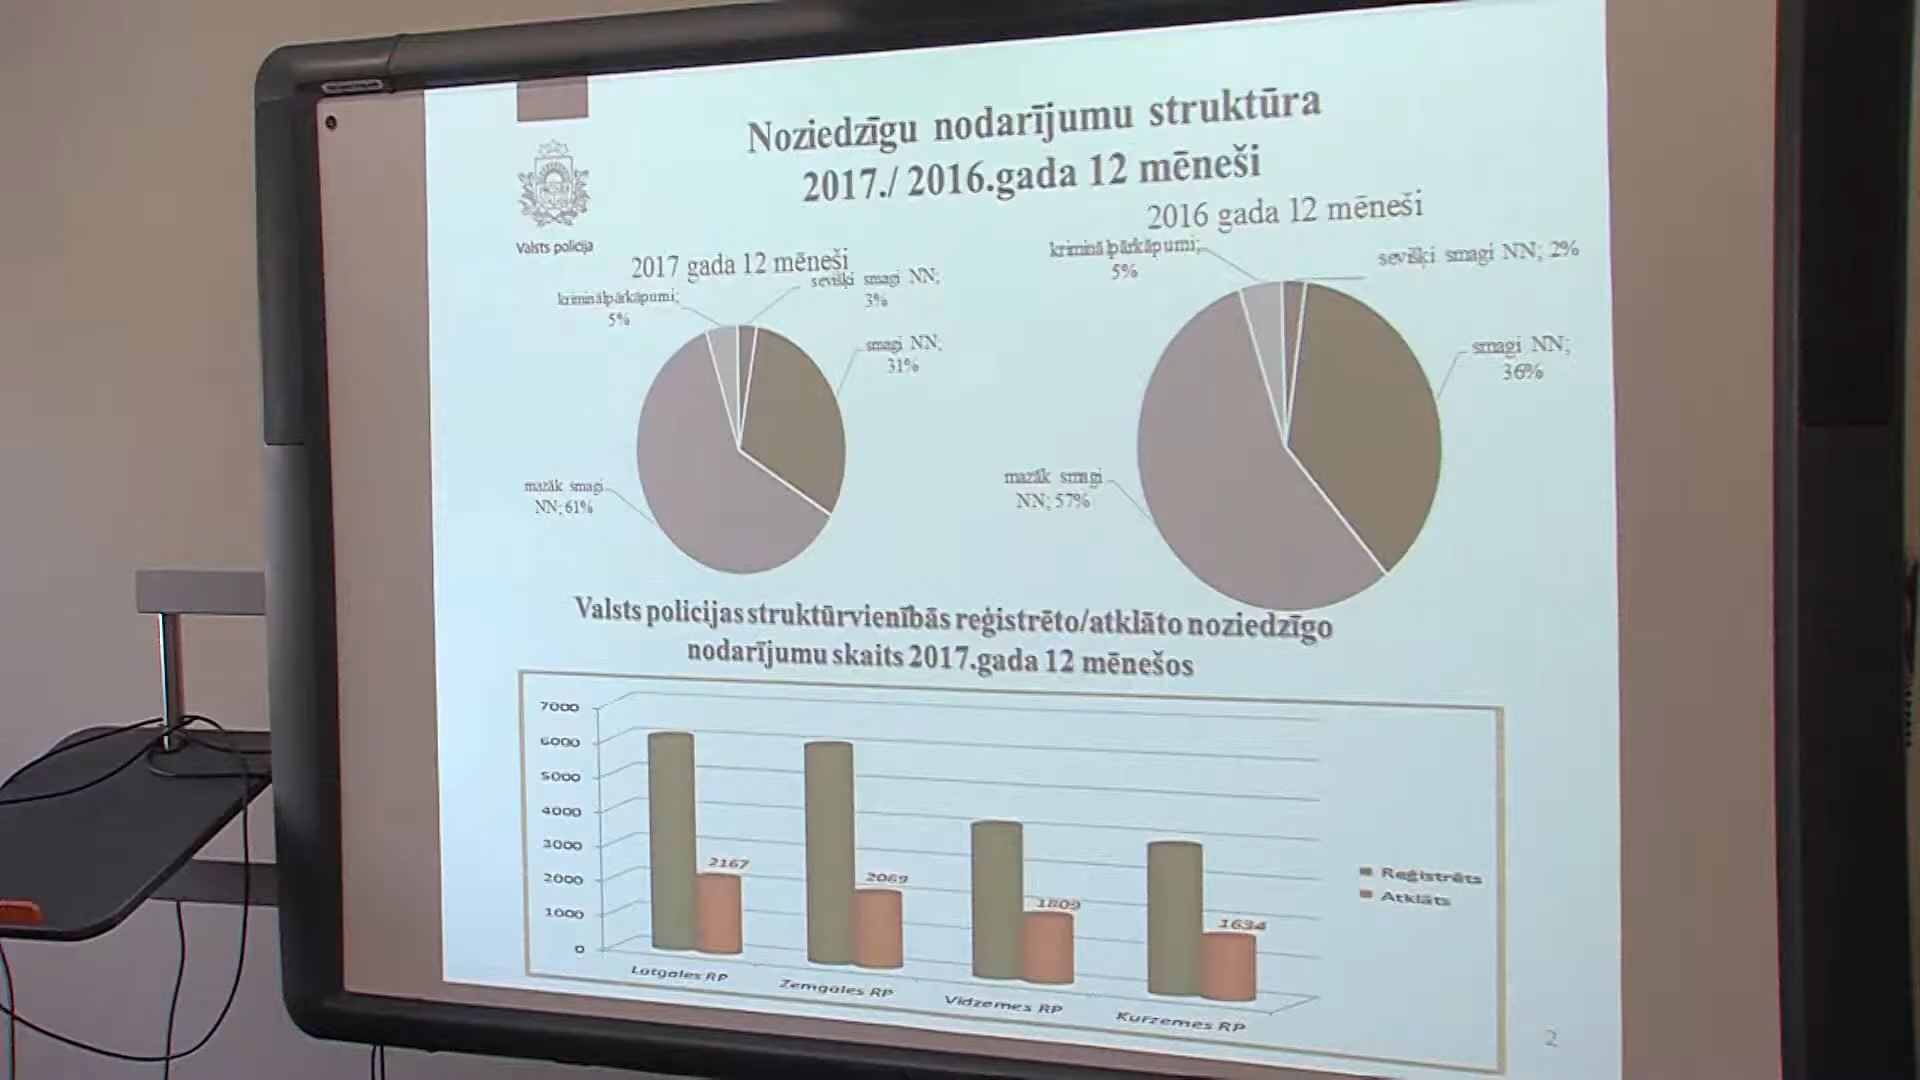 Noziedzīgu nodarījumu struktūra
2017./ 2016.gada 12 mēneši
Valsts policija
2017 gada 12 mēneši
kriminālpārkāpumi;
5%
sevišķi smagi NN;
3%
smagi NN;
31%
mazāk smagi
NN; 61%
2016 gada 12 mēneši
kriminālpārkāpumi;
5%
sevišķi smagi NN; 2%
smagi NN;
36%
mazāk smagi
NN; 57%
Valsts policijas struktūrvienībās reģistrēto/atklāto noziedzīgo
nodarījumu skaits 2017.gada 12 mēnešos
7000
6000
5000
4000
3000
2000
1000
0
2167
2069
1809
1634
Latgales RP
Zemgales RP
Vidzemes RP
Kurzemes RP
Reģistrēts
Atklāts
2